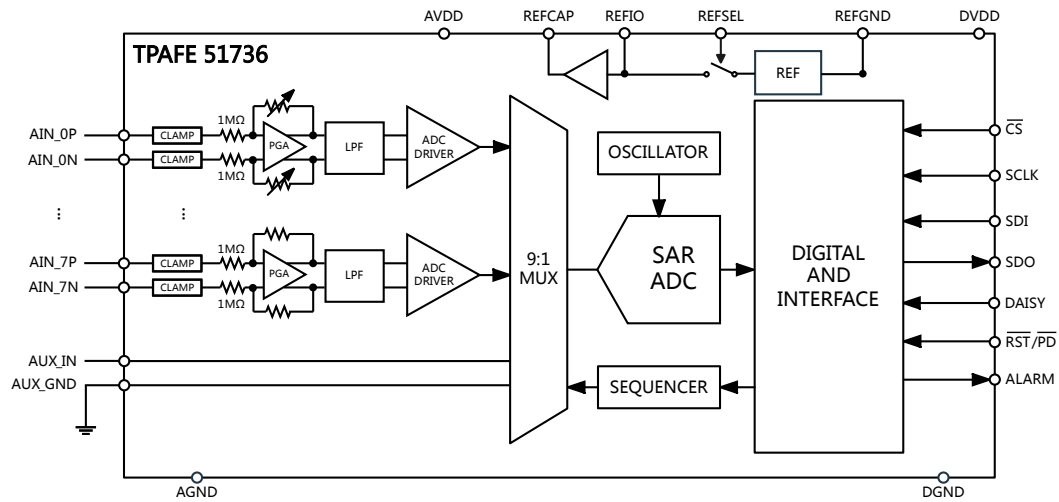 AVDD REFCAP REFIO REFSEL REFGND DVDD
TPAFE 51736
REF
AIN_0P
CLAMP
1MΩ
PGA
LPF
ADC
DRIVER
AIN_0N
CLAMP
1MΩ
OSCILLATOR
CS
SCLK
⋮ ⋮
SDI
AIN_7P
CLAMP
1MΩ
PGA
LPF
ADC
DRIVER
AIN_7N
CLAMP
1MΩ
9:1
MUX
SAR
ADC
DIGITAL
AND
INTERFACE
SDO
DAISY
RST/PD
AUX_IN
AUX_GND
SEQUENCER
ALARM
AGND
DGND